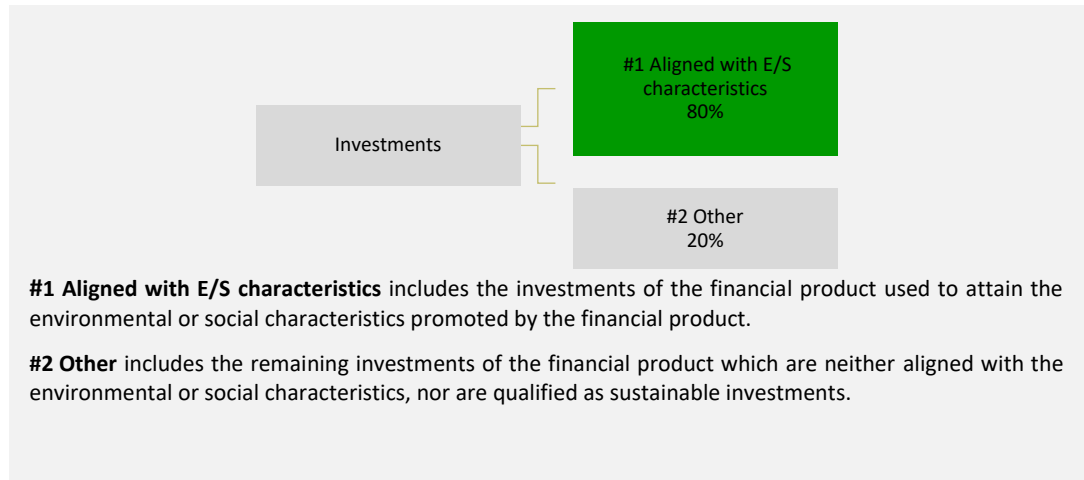 #1 Aligned with E/S
characteristics
80%
Investments
#2 Other
20%
#1 Aligned with E/S characteristics includes the investments of the financial product used to attain the
environmental or social characteristics promoted by the financial product.
#2 Other includes the remaining investments of the financial product which are neither aligned with the
environmental or social characteristics, nor are qualified as sustainable investments.